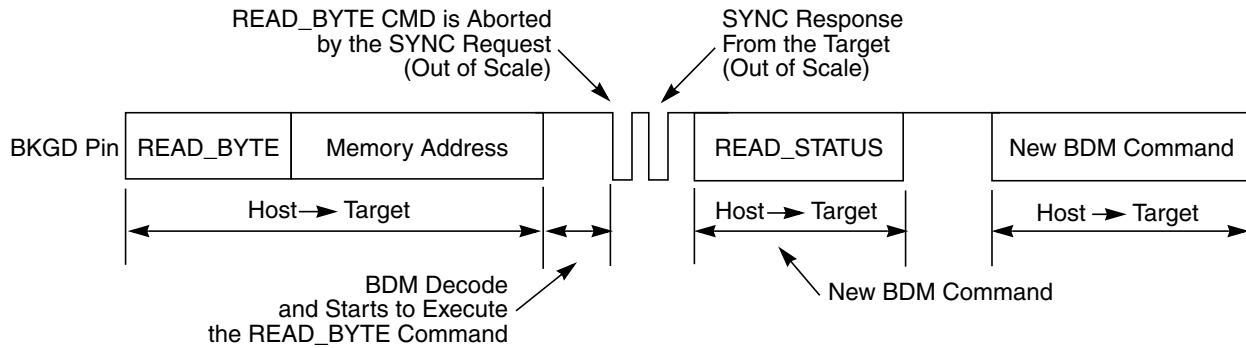 READ_BYTE CMD is Aborted
by the SYNC Request
(Out of Scale)
SYNC Response
From the Target
(Out of Scale)
BKGD Pin
READ_BYTE
Memory Address
READ_STATUS
New BDM Command
Host → Target
Host → Target
Host → Target
BDM Decode
and Starts to Execute
the READ_BYTE Command
New BDM Command